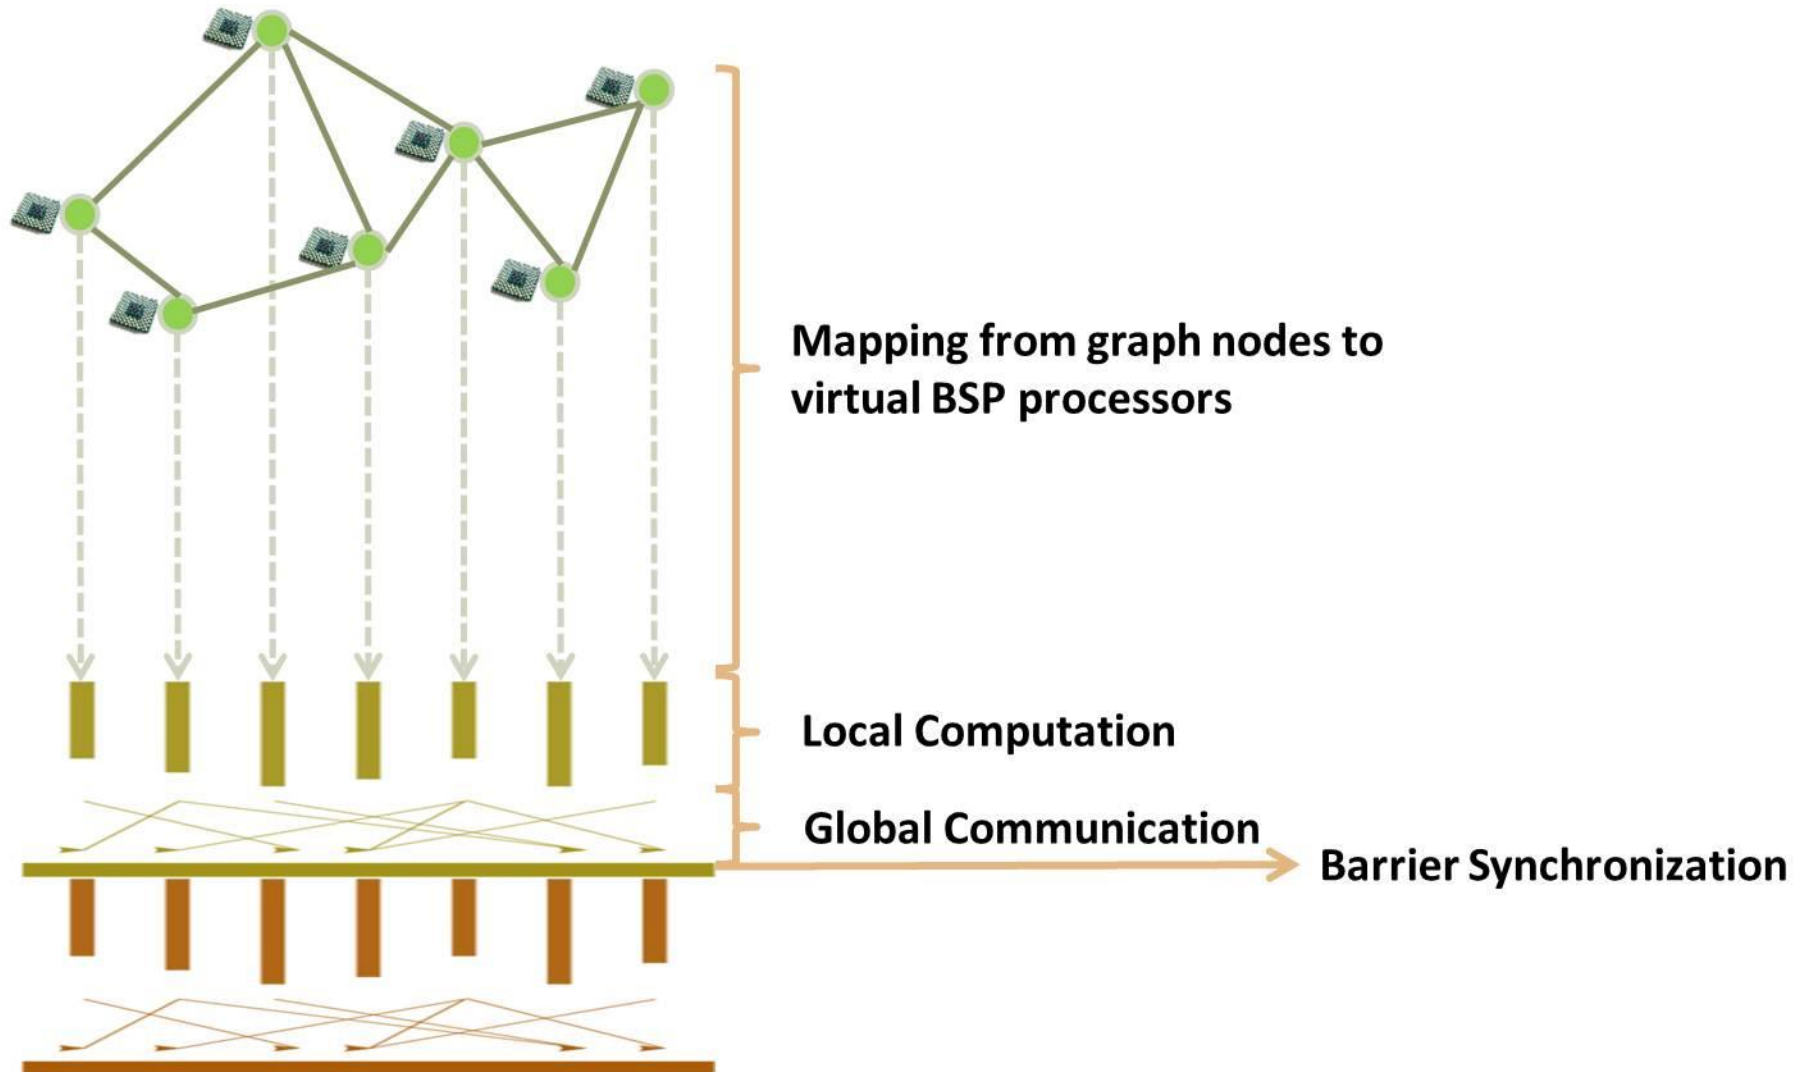 Mapping from graph nodes to
virtual BSP processors
Local Computation
Global Communication
Barrier Synchronization